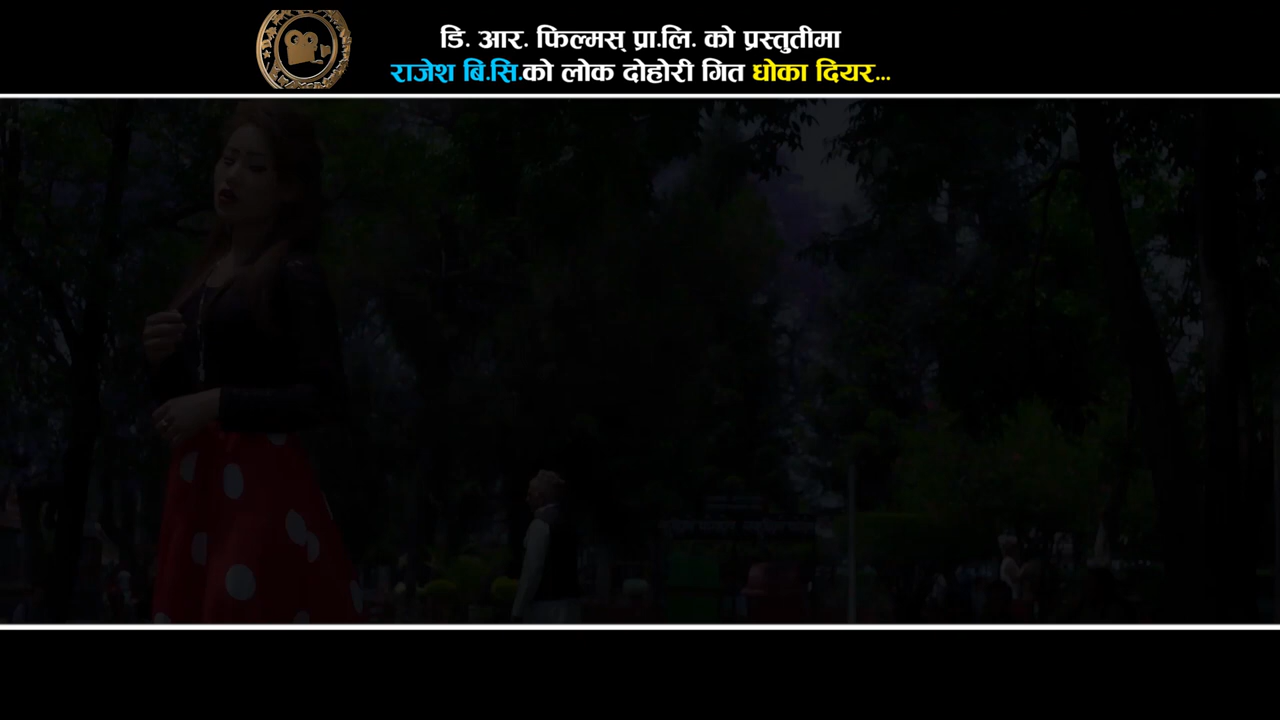 डि. आर. फिल्मस् प्रा.लि. को प्रस्तुतीमा
राजेश बि.सि.को लोक दोहोरी गित धोका दियर...